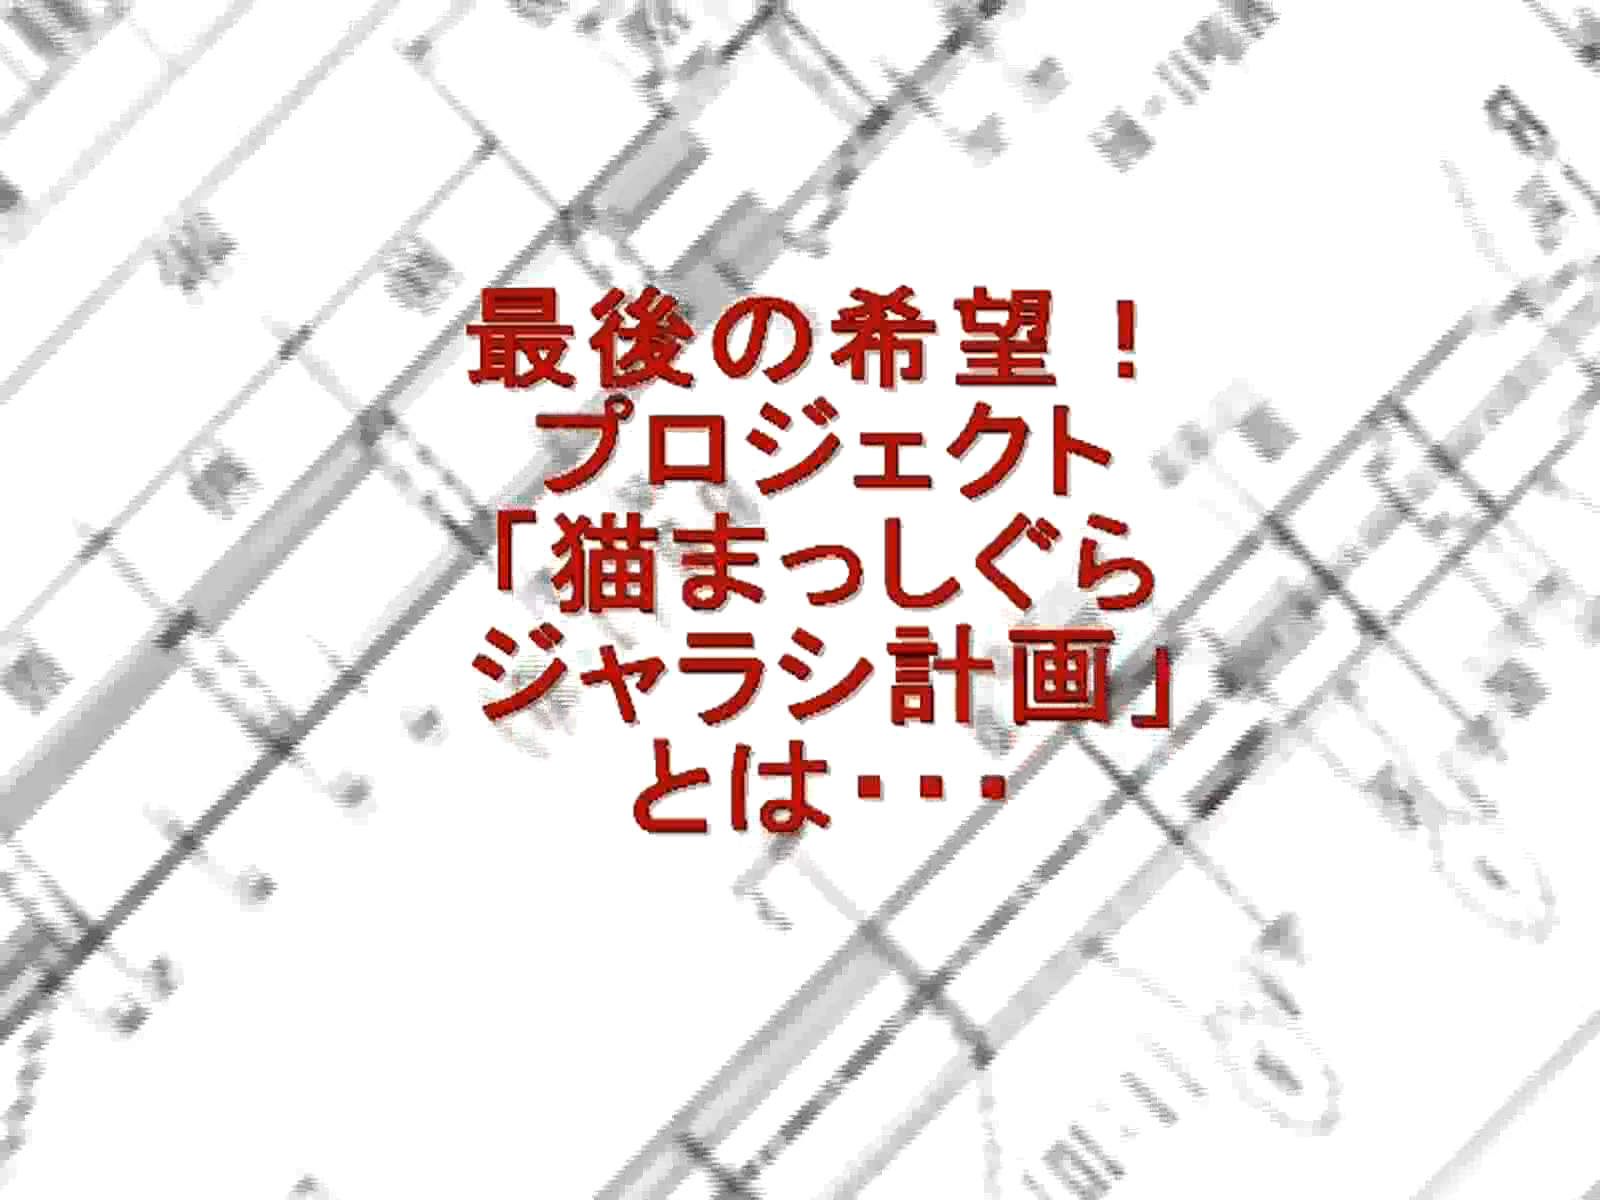 最後の希望！
プロジェクト
「猫まっしぐら
ジャラシ計画」
とは・・・